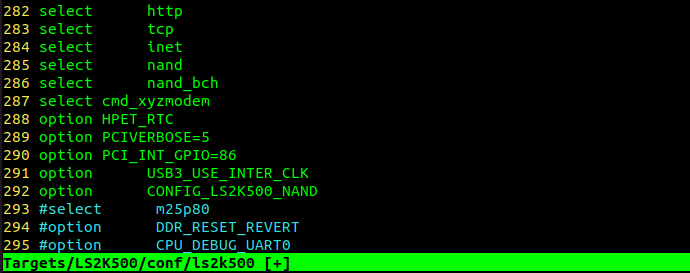 282 select      http
283 select      tcp
284 select      inet
285 select      nand
286 select      nand_bch
287 select cmd_xyzmodem
288 option HPET_RTC
289 option PCIVERBOSE=5
290 option PCI_INT_GPIO=86
291 option      USB3_USE_INTER_CLK
292 option      CONFIG_LS2K500_NAND
293 #select      m25p80
294 #option      DDR_RESET_REVERT
295 #option      CPU_DEBUG_UART0
Targets/LS2K500/conf/ls2k500 [+]